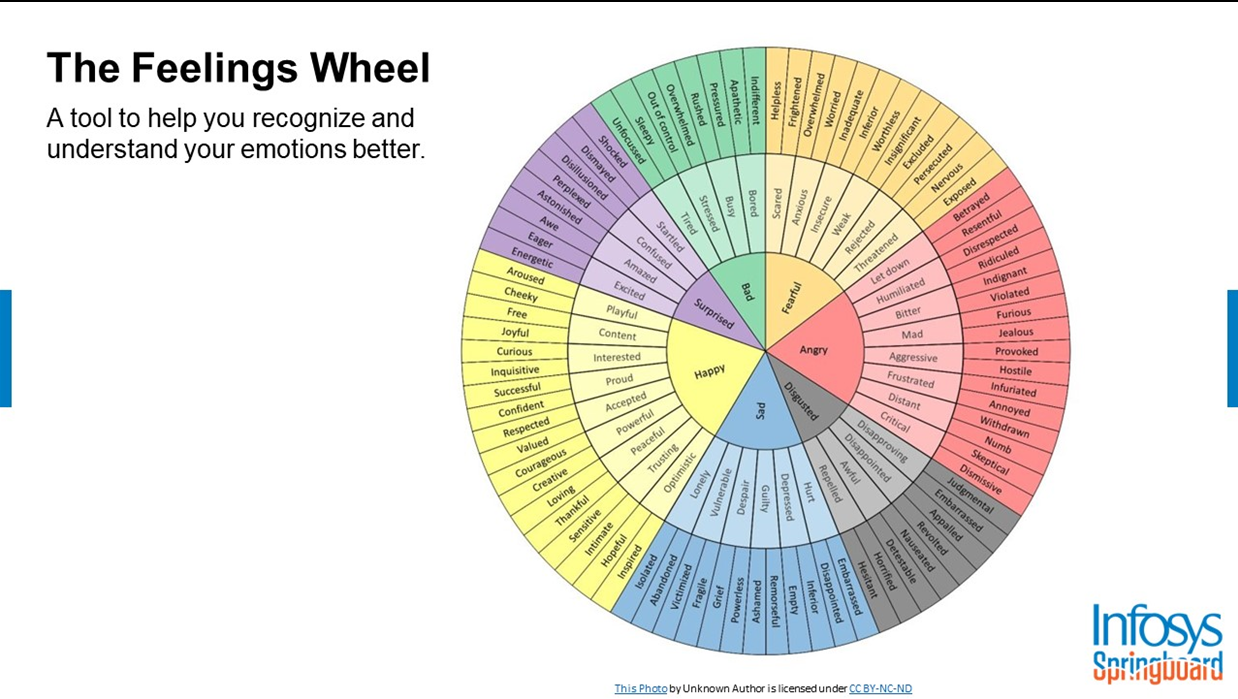 The Feelings Wheel
A tool to help you recognize and
understand your emotions better.
Fearful
Angry
Disgusted
Sad
Happy
Surprised
Bad
Scared
Anxious
Insecure
Weak
Rejected
Threatened
Let down
Humiliated
Bitter
Mad
Aggressive
Frustrated
Distant
Critical
Disapproving
Disappointed
Awful
Repelled
Hurt
Depressed
Guilty
Despair
Vulnerable
Lonely
Optimistic
Trusting
Peaceful
Powerful
Accepted
Proud
Interested
Content
Playful
Excited
Amazed
Confused
Startled
Tired
Stressed
Busy
Bored
Helpless
Frightened
Overwhelmed
Worried
Inadequate
Inferior
Worthless
Insignificant
Excluded
Persecuted
Nervous
Exposed
Betrayed
Resentful
Disrespected
Ridiculed
Indignant
Violated
Furious
Jealous
Provoked
Hostile
Infuriated
Annoyed
Withdrawn
Numb
Skeptical
Dismissive
Judgmental
Embarrassed
Appalled
Revolted
Nauseated
Detestable
Horrified
Hesitant
Embarrassed
Disappointed
Inferior
Empty
Remorseful
Ashamed
Powerless
Grief
Fragile
Victimized
Abandoned
Isolated
Inspired
Hopeful
Intimate
Sensitive
Thankful
Loving
Creative
Courageous
Valued
Respected
Confident
Successful
Inquisitive
Curious
Joyful
Free
Cheeky
Aroused
Energetic
Eager
Awe
Astonished
Perplexed
Disillusioned
Dismayed
Shocked
Unfocussed
Sleepy
Out of control
Overwhelmed
Rushed
Pressured
Apathetic
Indifferent
Infosys
Springboard
This Photo by Unknown Author is licensed under CC BY-NC-ND